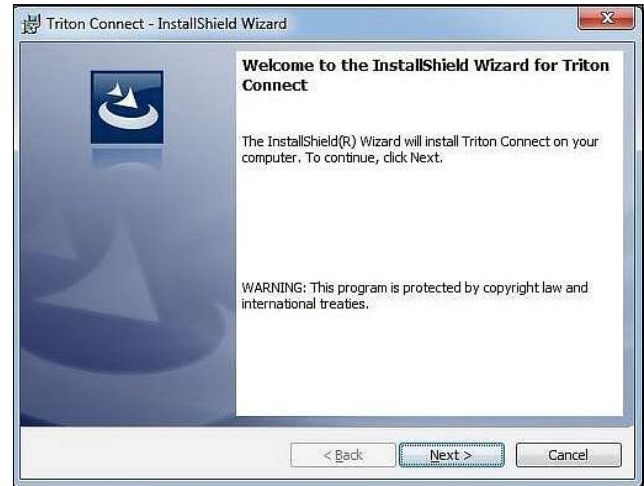 Triton Connect - InstallShield Wizard
Welcome to the InstallShield Wizard for Triton
Connect
The InstallShield(R) Wizard will install Triton Connect on your
computer. To continue, click Next.
WARNING: This program is protected by copyright law and
international treaties.
< Back Next > Cancel